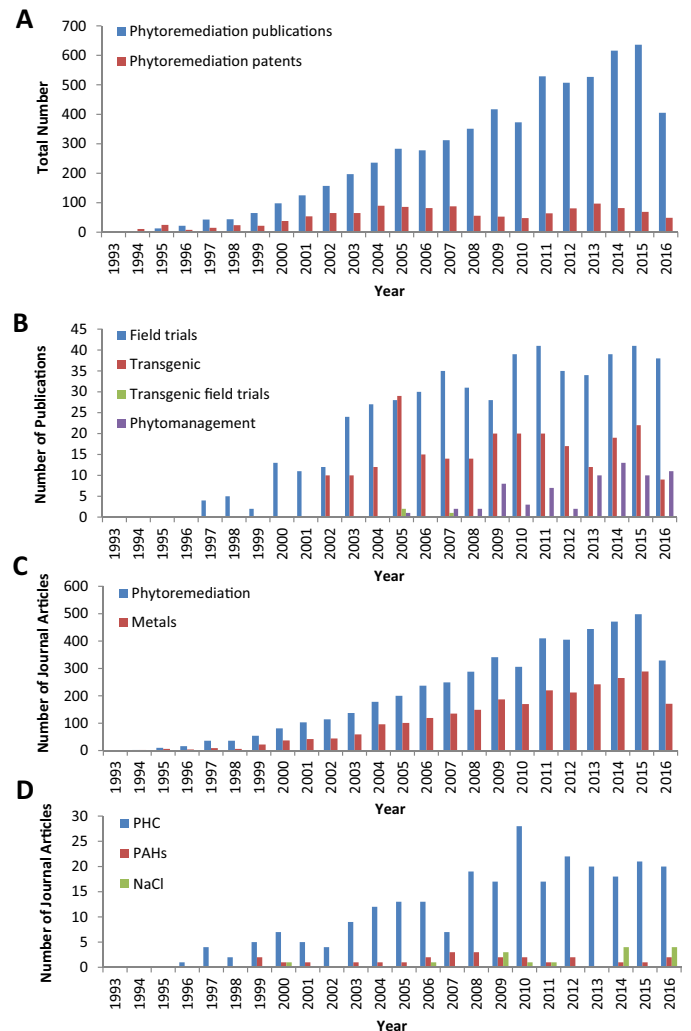 A
Total Number
700
600
500
400
300
200
100
0
Phytoremediation publications
Phytoremediation patents
1993 1994 1995 1996 1997 1998 1999 2000 2001 2002 2003 2004 2005 2006 2007 2008 2009 2010 2011 2012 2013 2014 2015 2016
Year
B
Number of Publications
45
40
35
30
25
20
15
10
5
0
Field trials
Transgenic
Transgenic field trials
Phytomanagement
1993 1994 1995 1996 1997 1998 1999 2000 2001 2002 2003 2004 2005 2006 2007 2008 2009 2010 2011 2012 2013 2014 2015 2016
Year
C
Number of Journal Articles
600
500
400
300
200
100
0
Phytoremediation
Metals
1993 1994 1995 1996 1997 1998 1999 2000 2001 2002 2003 2004 2005 2006 2007 2008 2009 2010 2011 2012 2013 2014 2015 2016
Year
D
Number of Journal Articles
30
25
20
15
10
5
0
PHC
PAHs
NaCl
1993 1994 1995 1996 1997 1998 1999 2000 2001 2002 2003 2004 2005 2006 2007 2008 2009 2010 2011 2012 2013 2014 2015 2016
Year